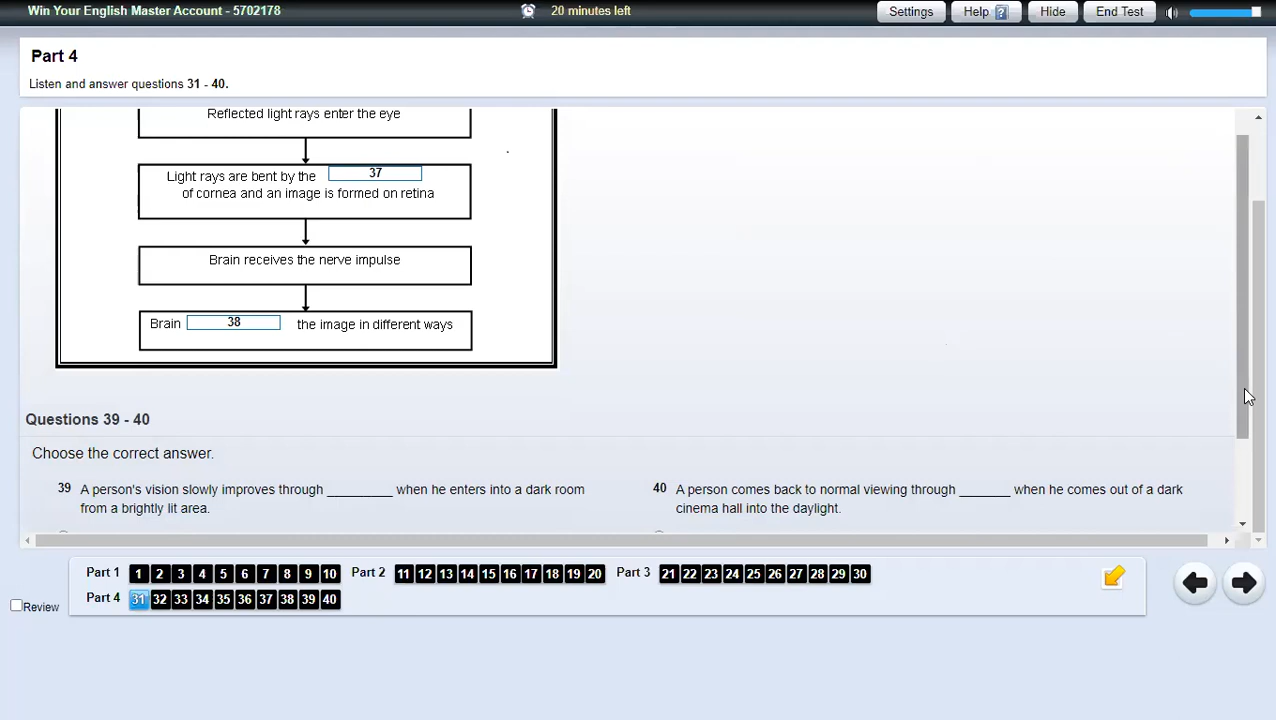 Win Your English Master Account - 5702178
20 minutes left
Settings
Help ?
Hide
End Test
Part 4
Listen and answer questions 31 - 40.
Reflected light rays enter the eye
Light rays are bent by the 37
of cornea and an image is formed on retina
Brain receives the nerve impulse
Brain 38 the image in different ways
Questions 39 - 40
Choose the correct answer.
39 A person's vision slowly improves through _________ when he enters into a dark room
from a brightly lit area.
40 A person comes back to normal viewing through _______ when he comes out of a dark
cinema hall into the daylight.
Part 1 1 2 3 4 5 6 7 8 9 10 Part 2 11 12 13 14 15 16 17 18 19 20 Part 3 21 22 23 24 25 26 27 28 29 30
Part 4 31 32 33 34 35 36 37 38 39 40
Review